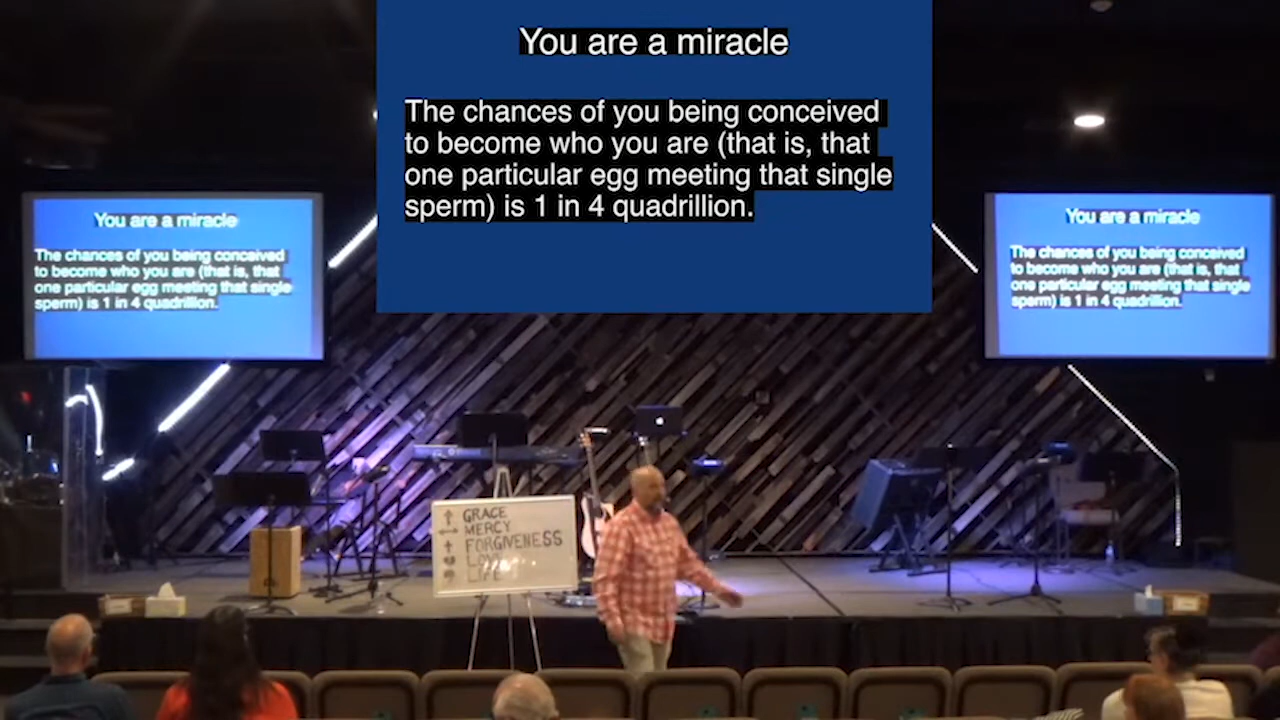 You are a miracle
The chances of you being conceived
to become who you are (that is, that
one particular egg meeting that single
sperm) is 1 in 4 quadrillion.
You are a miracle
The chances of you being conceived
to become who you are (that is, that
one particular egg meeting that single
sperm) is 1 in 4 quadrillion.
You are a miracle
The chances of you being conceived
to become who you are (that is, that
one particular egg meeting that single
sperm) is 1 in 4 quadrillion.
GRACE
MERCY
FORGIVENESS
LOVE
LIFE